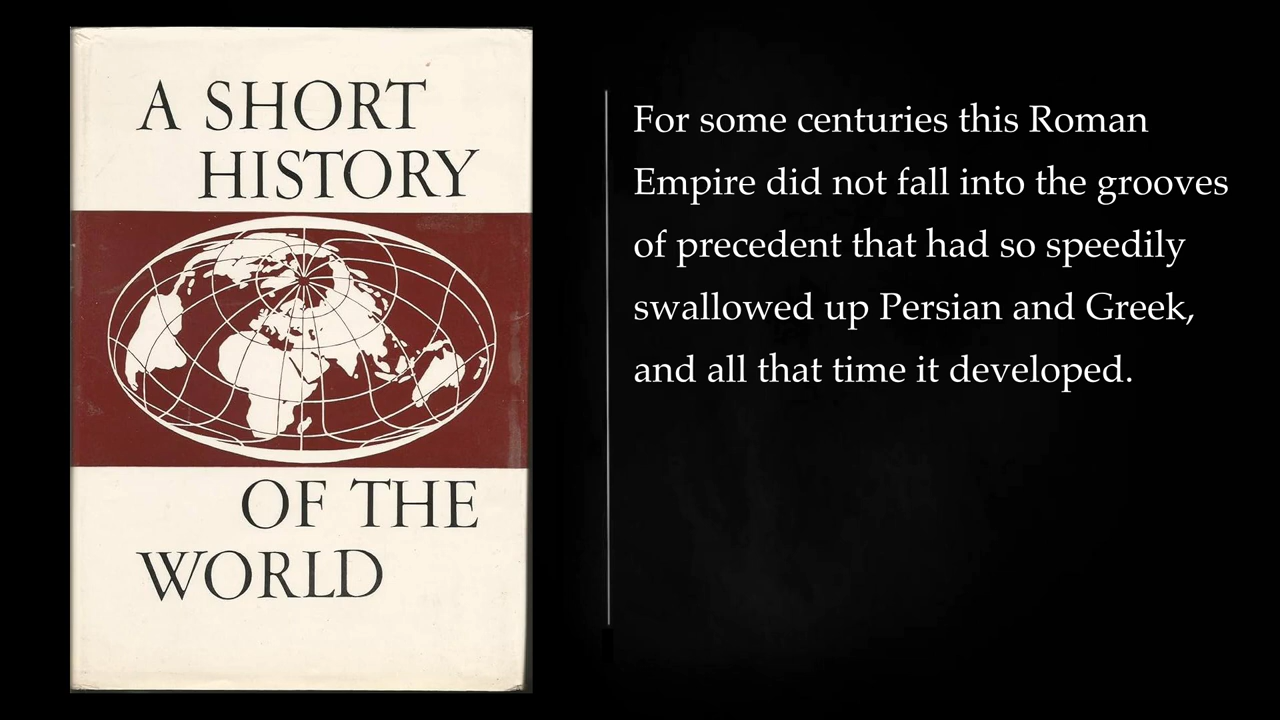 A SHORT
HISTORY
OF THE
WORLD
For some centuries this Roman
Empire did not fall into the grooves
of precedent that had so speedily
swallowed up Persian and Greek,
and all that time it developed.